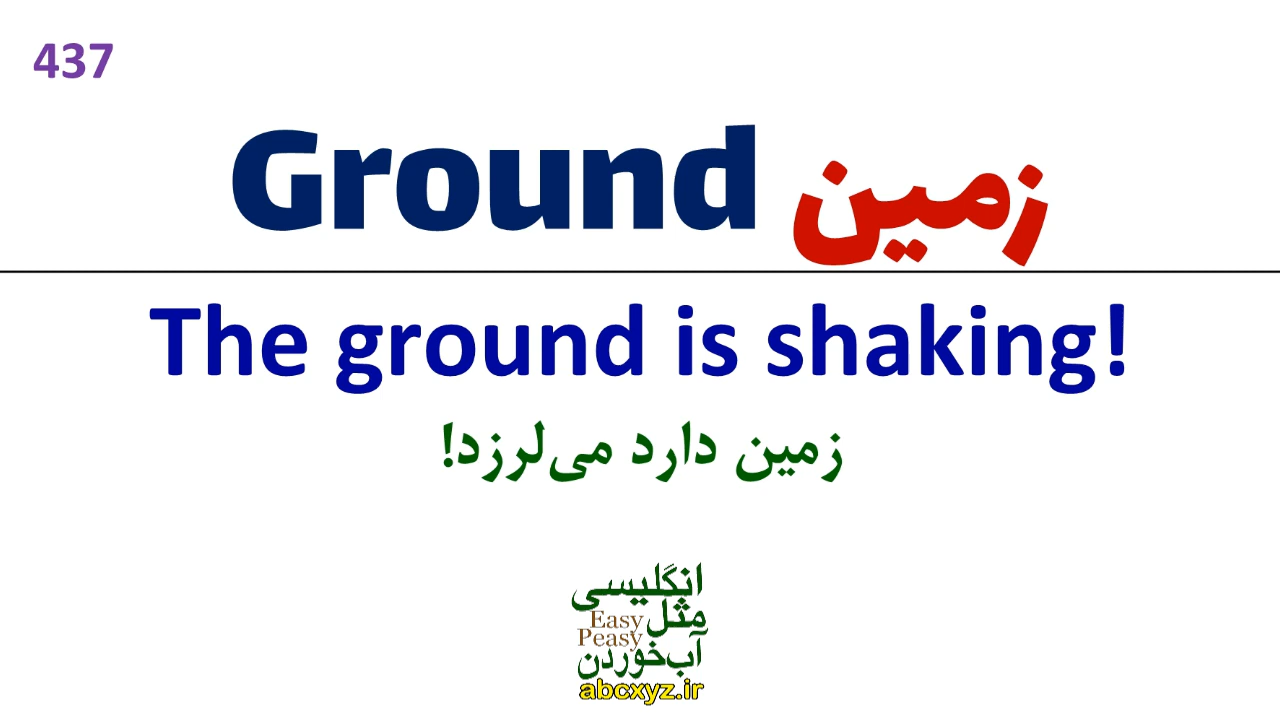 437
Ground زمین
The ground is shaking!
زمین دارد می‌لرزد!
انگلیسی
مثل
Easy
Peasy
آب‌خوردن
abcxyz.ir